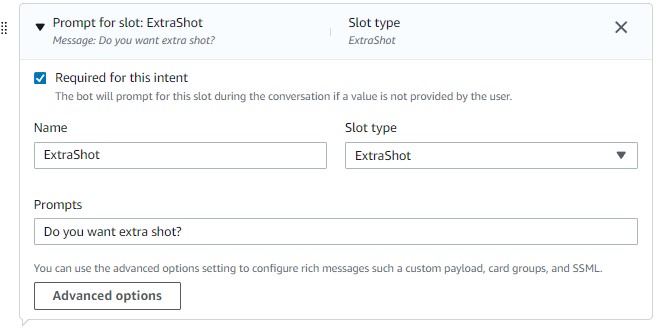 Prompt for slot: ExtraShot
Message: Do you want extra shot?
Slot type
ExtraShot
Required for this intent
The bot will prompt for this slot during the conversation if a value is not provided by the user.
Name
ExtraShot
Slot type
ExtraShot
Prompts
Do you want extra shot?
You can use the advanced options setting to configure rich messages such a custom payload, card groups, and SSML.
Advanced options